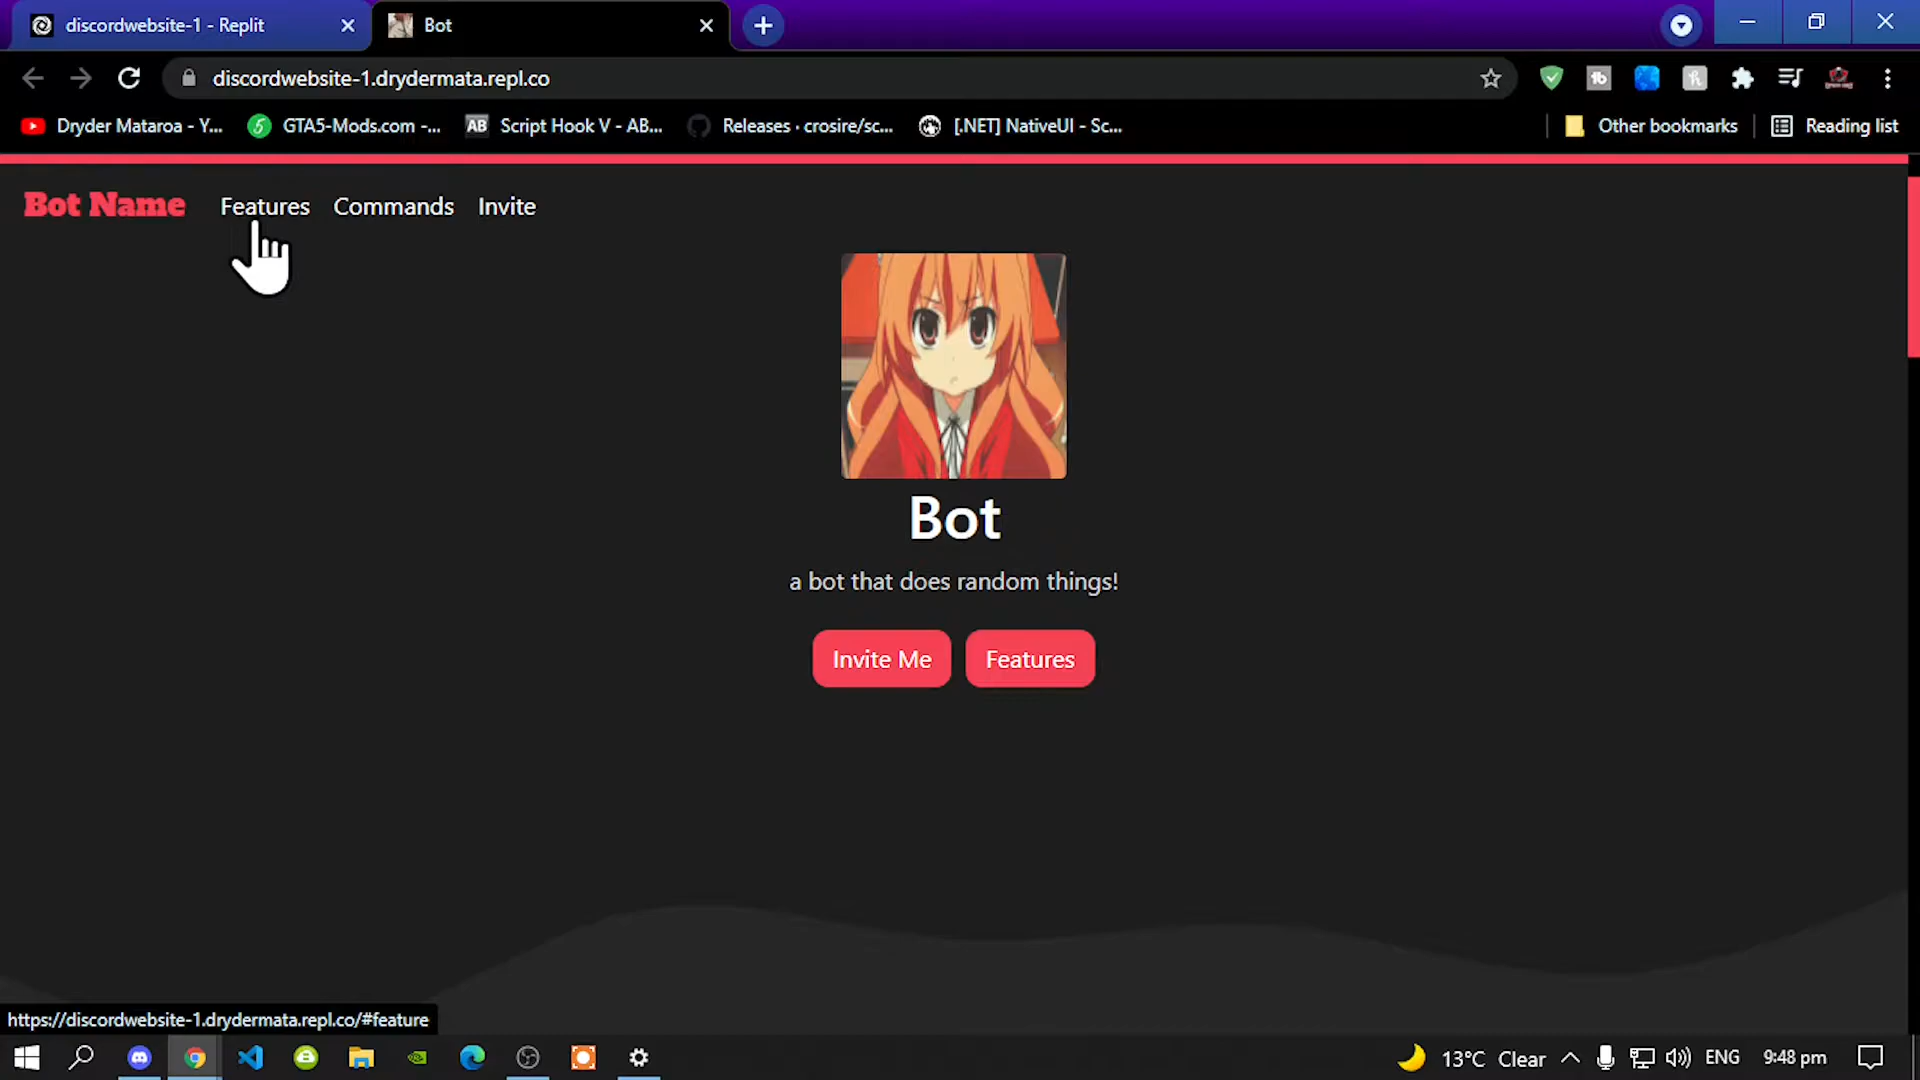 discordwebsite-1 - Replit
Bot
discordwebsite-1.drydermata.repl.co
Dryder Mataroa - Y...
GTA5-Mods.com -...
AB Script Hook V - AB...
Releases · crosire/sc...
[.NET] NativeUI - Sc...
Other bookmarks
Reading list
Bot Name
Features
Commands
Invite
Bot
a bot that does random things!
Invite Me
Features
https://discordwebsite-1.drydermata.repl.co/#feature
13°C Clear
ENG
9:48 pm